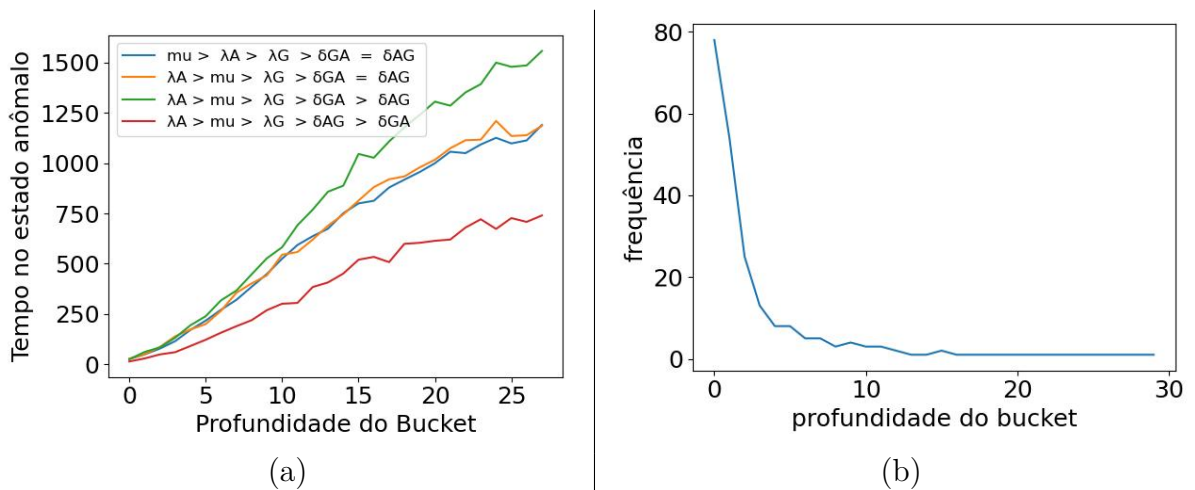 1500
1250
1000
750
500
250
0
Tempo no estado anômalo
mu > λA > λG > δGA = δAG
λA > mu > λG > δGA = δAG
λA > mu > λG > δGA > δAG
λA > mu > λG > δAG > δGA
0 5 10 15 20 25
Profundidade do Bucket
(a)
80
60
40
20
0
frequência
0 10 20 30
profundidade do bucket
(b)